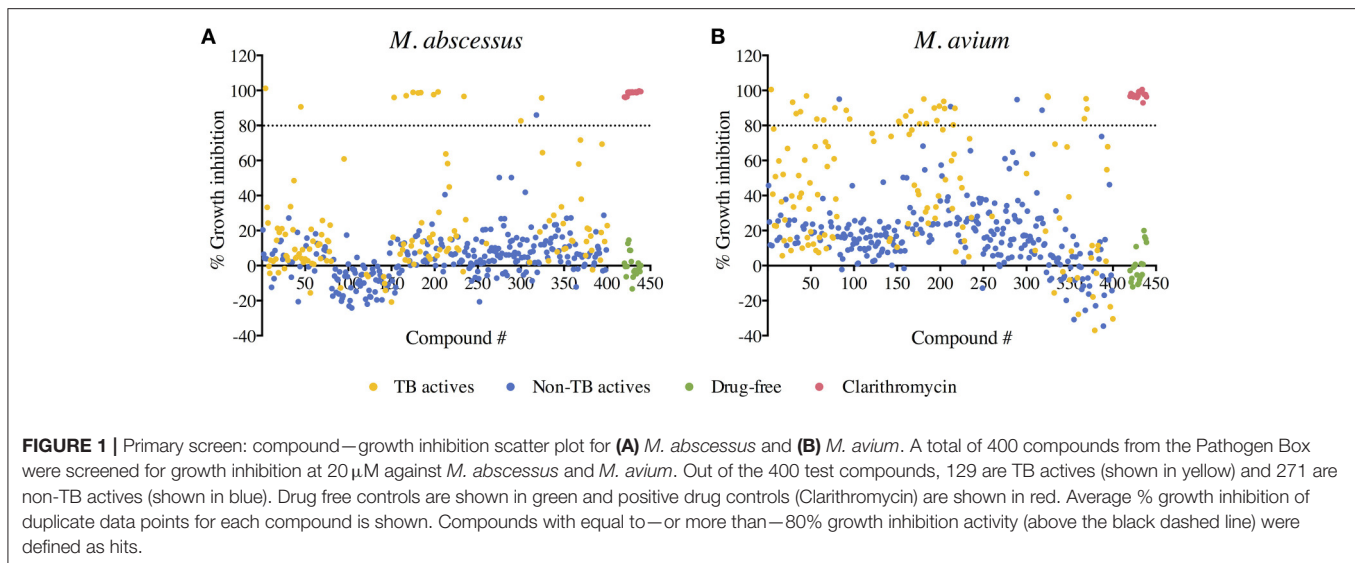 A
M. abscessus
120
100
80
60
40
20
0
-20
-40
% Growth inhibition
50 100 150 200 250 300 350 400 450
Compound #
B
M. avium
120
100
80
60
40
20
0
-20
-40
% Growth inhibition
50 100 150 200 250 300 350 400 450
Compound #
TB actives Non-TB actives Drug-free Clarithromycin
FIGURE 1 | Primary screen: compound—growth inhibition scatter plot for (A) M. abscessus and (B) M. avium. A total of 400 compounds from the Pathogen Box
were screened for growth inhibition at 20 μM against M. abscessus and M. avium. Out of the 400 test compounds, 129 are TB actives (shown in yellow) and 271 are
non-TB actives (shown in blue). Drug free controls are shown in green and positive drug controls (Clarithromycin) are shown in red. Average % growth inhibition of
duplicate data points for each compound is shown. Compounds with equal to—or more than—80% growth inhibition activity (above the black dashed line) were
defined as hits.